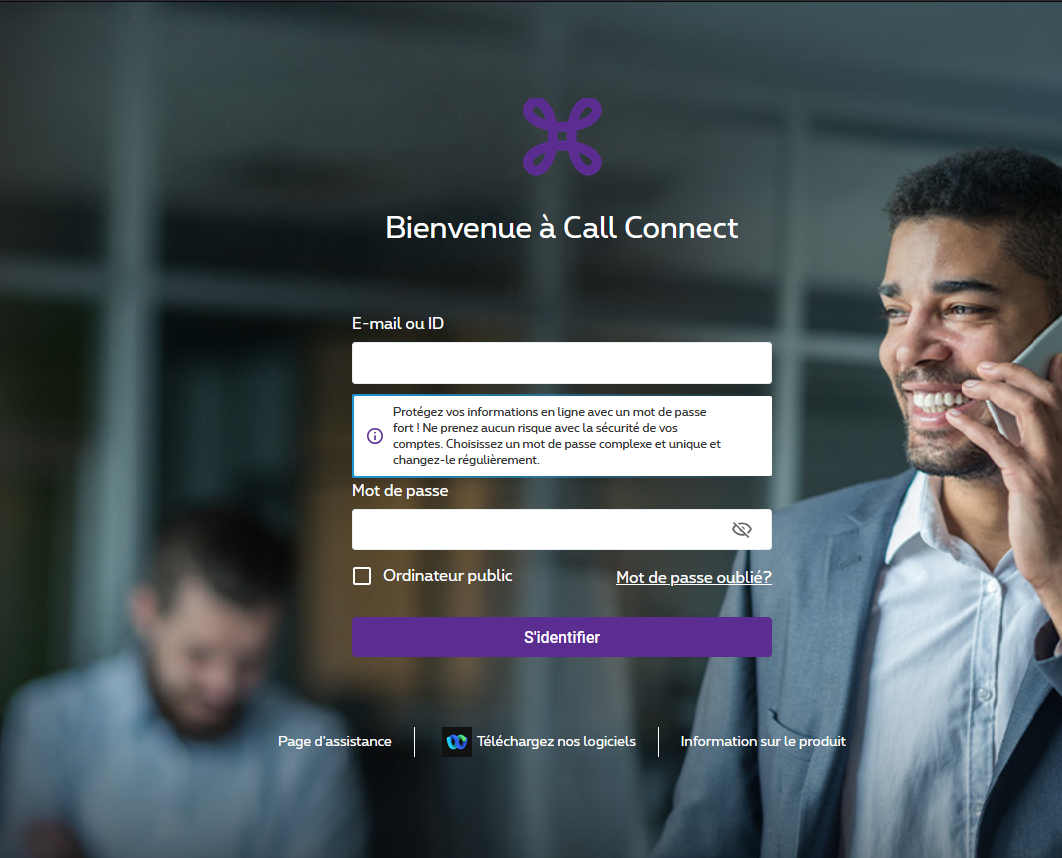 Bienvenue à Call Connect
E-mail ou ID
Protégez vos informations en ligne avec un mot de passe
fort ! Ne prenez aucun risque avec la sécurité de vos
comptes. Choisissez un mot de passe complexe et unique et
changez-le régulièrement.
Mot de passe
Ordinateur public
Mot de passe oublié?
S'identifier
Page d'assistance
Téléchargez nos logiciels
Information sur le produit